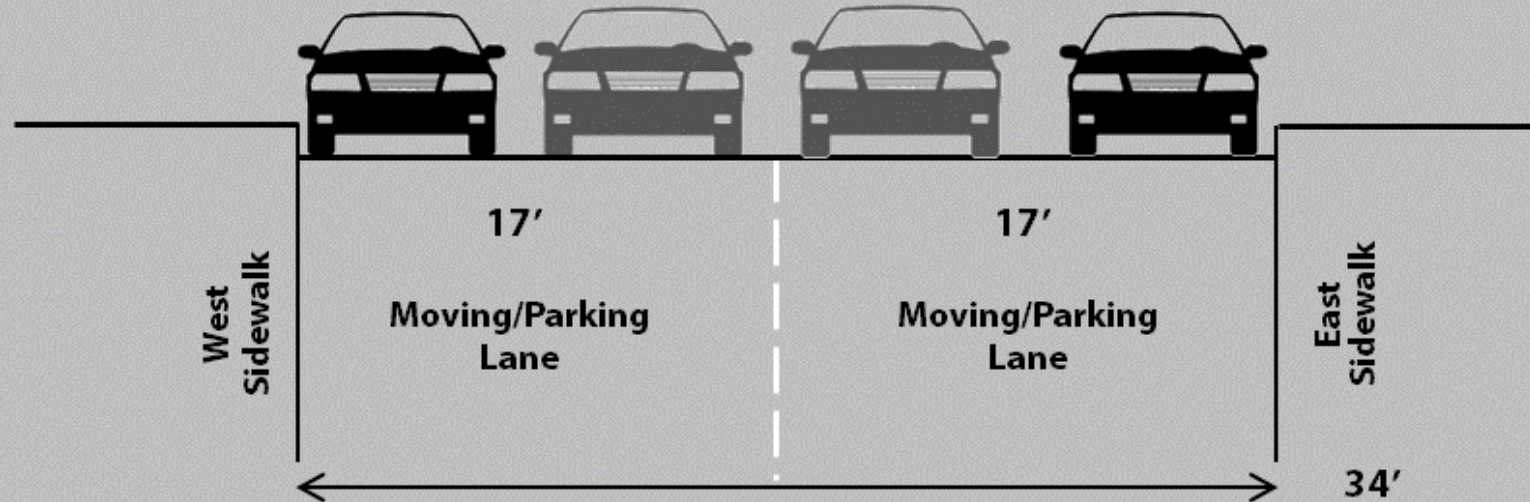 17′
17′
Moving/Parking
Lane
Moving/Parking
Lane
West
Sidewalk
East
Sidewalk
34′